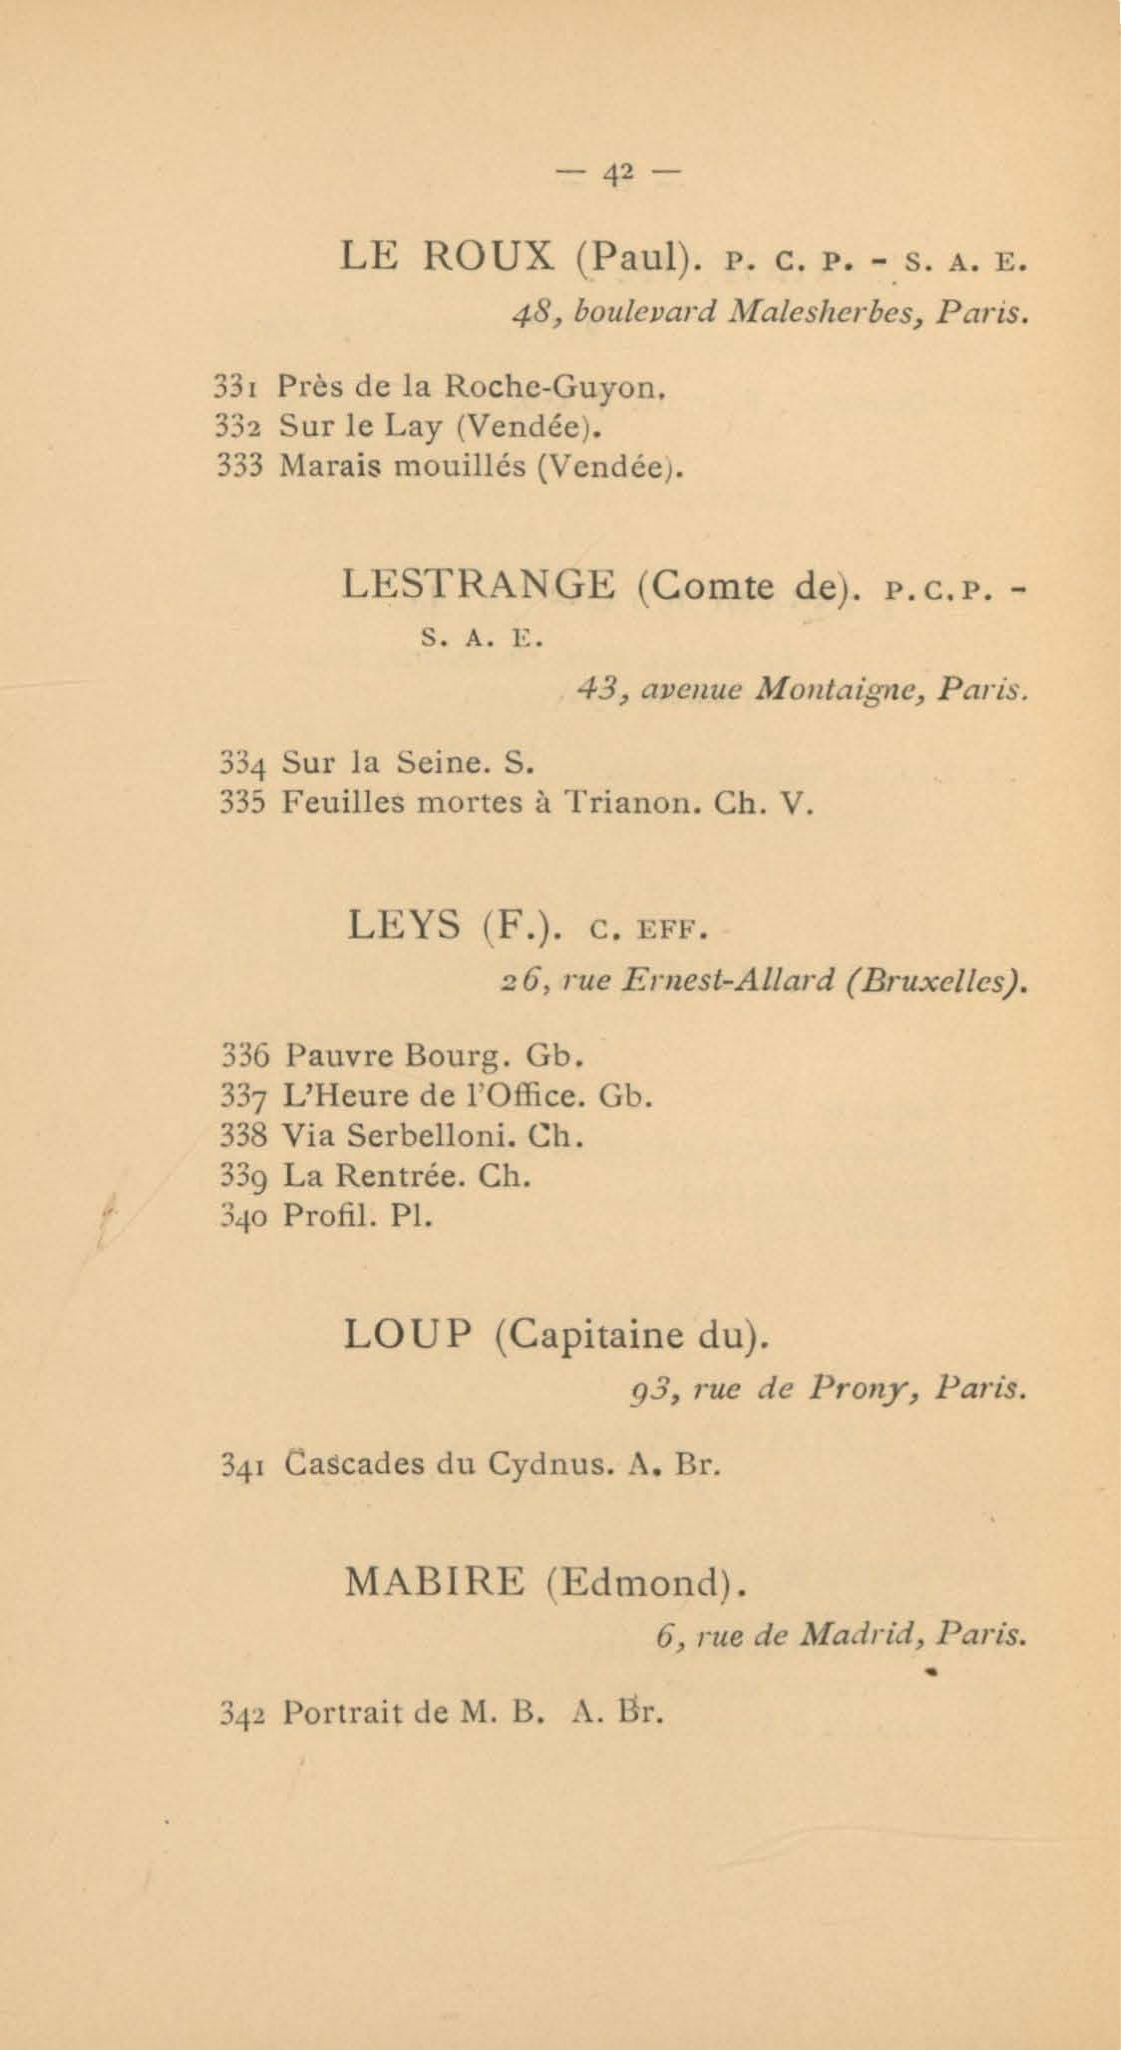 — 42 —
LE ROUX (Paul). P. C. P. - S. A. E.
48, boulevard Malesherbes, Paris.
331 Près de la Roche-Guyon.
332 Sur le Lay (Vendée).
333 Marais mouillés (Vendée).
LESTRANGE (Comte de). P.C.P. -
S. A. E.
43, avenue Montaigne, Paris.
334 Sur la Seine. S.
335 Feuilles mortes à Trianon. Ch. V.
LEYS (F.). C. EFF.
26, rue Ernest-Allard (Bruxelles).
336 Pauvre Bourg. Gb.
337 L'Heure de l'Office. Gb.
338 Via Serbelloni. Ch.
339 La Rentrée. Ch.
340 Profil. Pl.
LOUP (Capitaine du).
93, rue de Prony, Paris.
341 Cascades du Cydnus. A. Br.
MABIRE (Edmond).
6, rue de Madrid, Paris.
342 Portrait de M. B. A. Br.